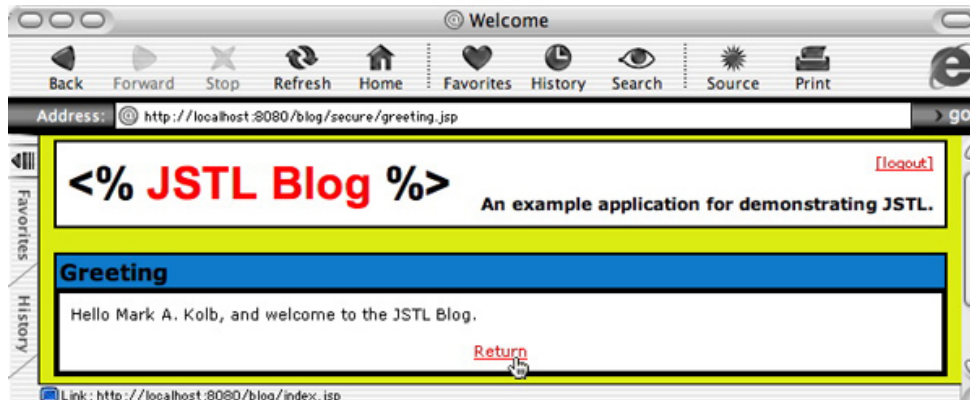 Welcome
Back Forward Stop Refresh Home Favorites History Search Source Print
Address: http://localhost:8080/blog/secure/greeting.jsp go
[logout]
<% JSTL Blog %>
An example application for demonstrating JSTL.
Favorites
Greeting
Hello Mark A. Kolb, and welcome to the JSTL Blog.
History
Return
Link: http://localhost:8080/blog/index.jsp